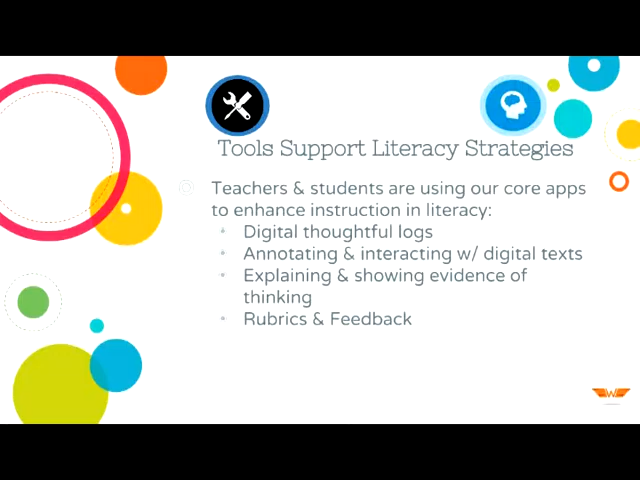 Tools Support Literacy Strategies
Teachers & students are using our core apps
to enhance instruction in literacy:
Digital thoughtful logs
Annotating & interacting w/ digital texts
Explaining & showing evidence of
thinking
Rubrics & Feedback
W